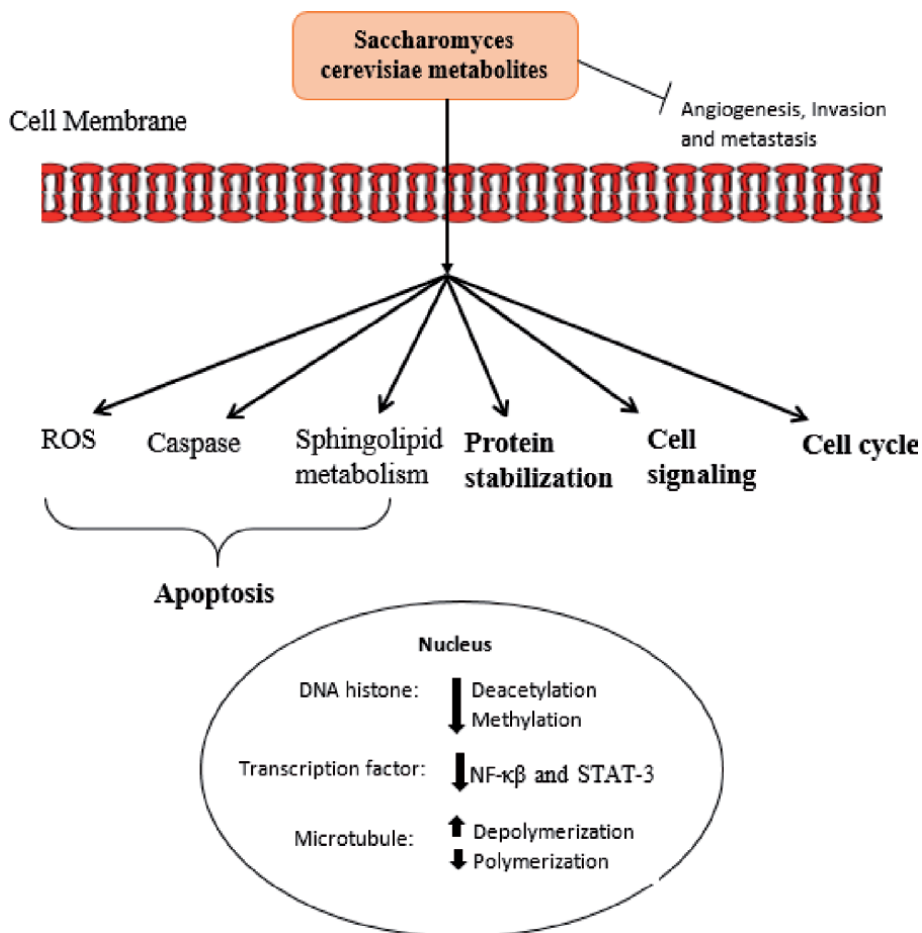 Saccharomyces
cerevisiae metabolites
Angiogenesis, Invasion
and metastasis
Cell Membrane
ROS
Caspase
Sphingolipid
metabolism
Protein
stabilization
Cell
signaling
Cell cycle
Apoptosis
Nucleus
DNA histone:
Deacetylation
Methylation
Transcription factor:
NF-κβ and STAT-3
Microtubule:
Depolymerization
Polymerization